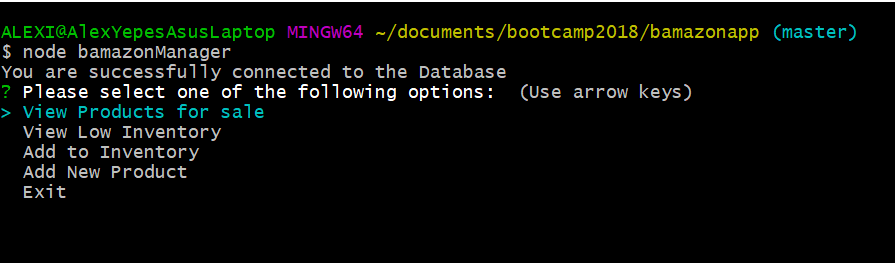 ALEXI@AlexYepesAsusLaptop MINGW64 ~/documents/bootcamp2018/bamazonapp (master)
$ node bamazonManager
You are successfully connected to the Database
? Please select one of the following options:  (Use arrow keys)
> View Products for sale
  View Low Inventory
  Add to Inventory
  Add New Product
  Exit